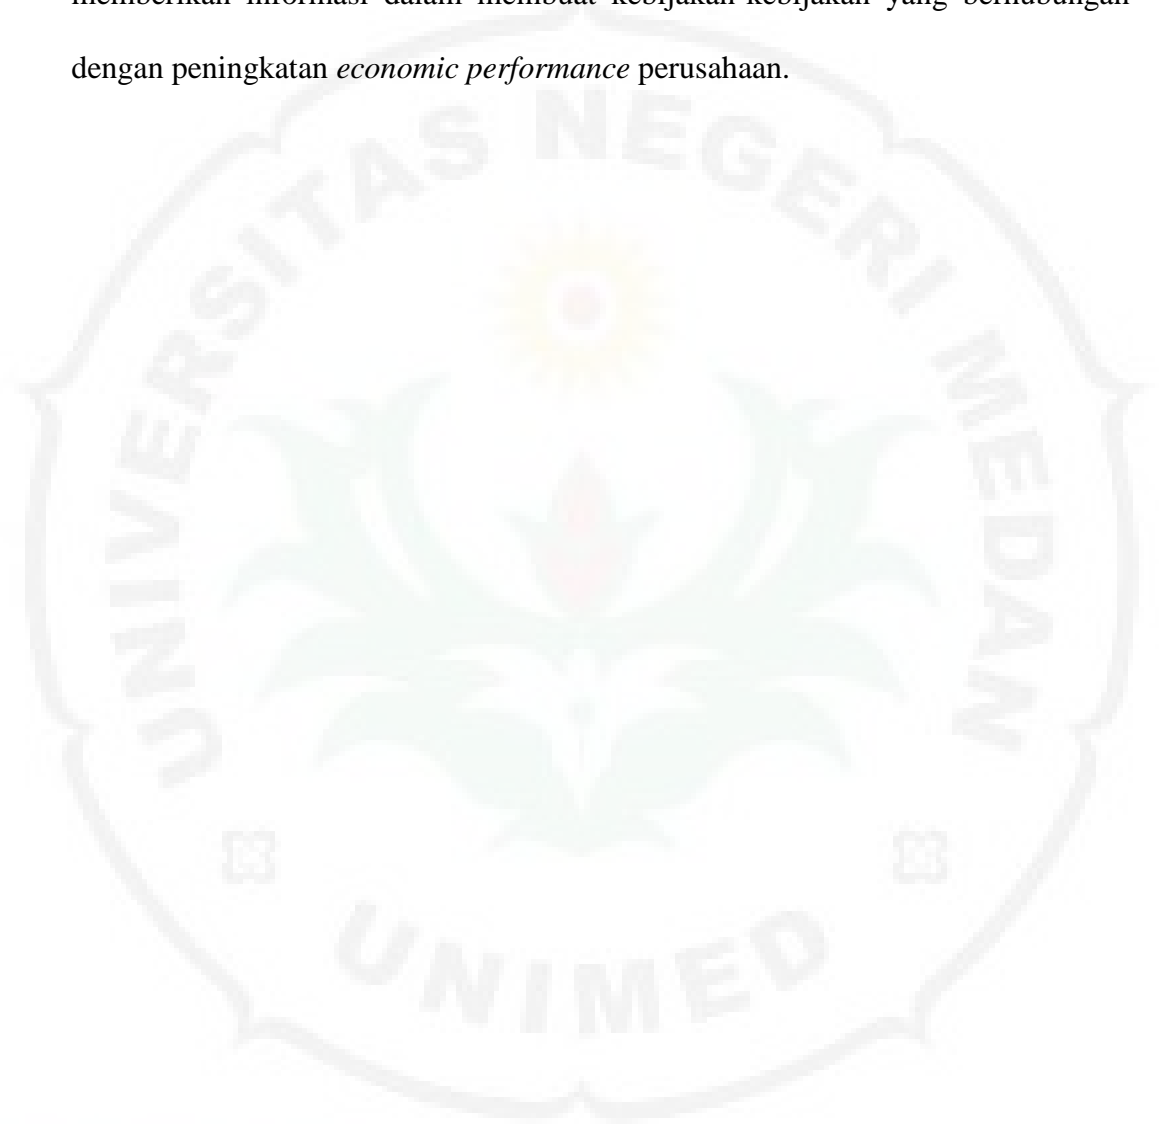 memberikan informasi dalam membuat kebijakan-kebijakan yang berhubungan
dengan peningkatan economic performance perusahaan.
UNIVERSITAS NEGERI MEDAN
UNIMED